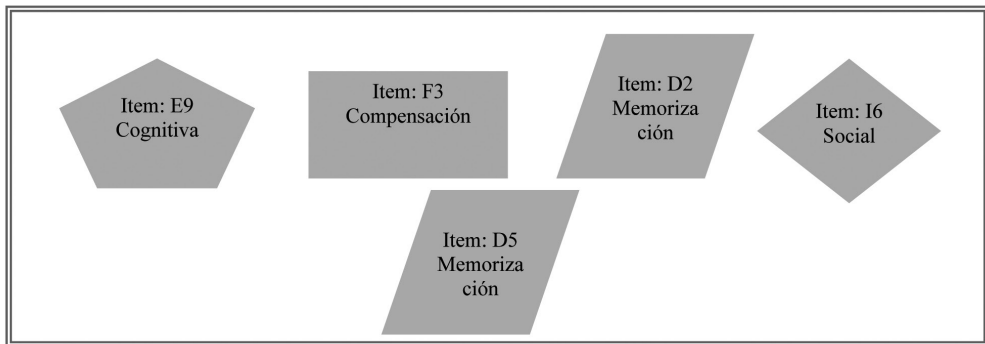 Item: E9
Cognitiva
Item: F3
Compensación
Item: D2
Memoriza
ción
Item: I6
Social
Item: D5
Memoriza
ción